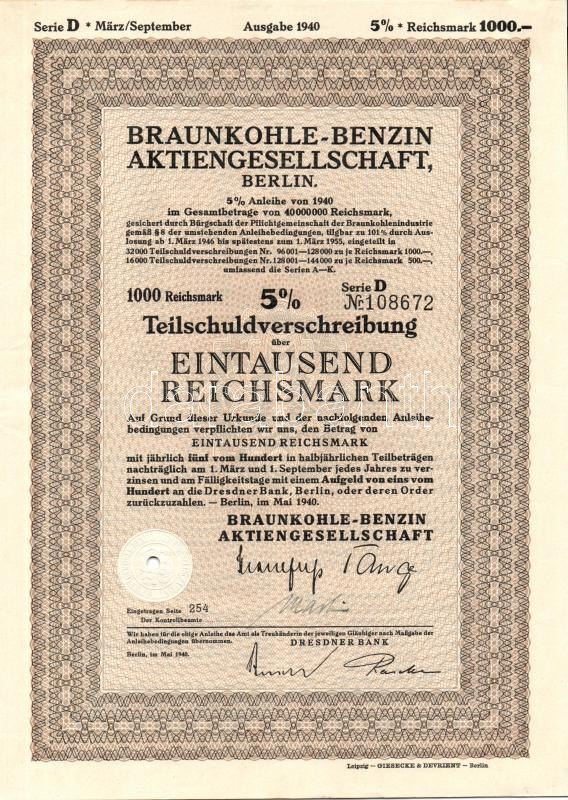 Serie D * März/September Ausgabe 1940 5% * Reichsmark 1000.—
BRAUNKOHLE-BENZIN
AKTIENGESELLSCHAFT,
BERLIN.
5% Anleihe von 1940
im Gesamtbetrage von 40000000 Reichsmark,
gesichert durch Bürgschaft der Pflichtgemeinschaft der Braunkohlenindustrie
gemäß § 8 der umstehenden Anleihebedingungen, tilgbar zu 101% durch Aus-
losung ab 1. März 1946 bis spätestens zum 1. März 1955, eingeteilt in
32000 Teilschuldverschreibungen Nr. 96001—128000 zu je Reichsmark 1000.—,
16000 Teilschuldverschreibungen Nr. 128001—144000 zu je Reichsmark 500.—,
umfassend die Serien A—K.
1000 Reichsmark 5% Serie D
№ 108672
Teilschuldverschreibung
über
EINTAUSEND
REICHSMARK
Auf Grund dieser Urkunde und der nachfolgenden Anleihe-
bedingungen verpflichten wir uns, den Betrag von
EINTAUSEND REICHSMARK
mit jährlich fünf vom Hundert in halbjährlichen Teilbeträgen
nachträglich am 1. März und 1. September jedes Jahres zu ver-
zinsen und am Fälligkeitstage mit einem Aufgeld von eins vom
Hundert an die Dresdner Bank, Berlin, oder deren Order
zurückzuzahlen. — Berlin, im Mai 1940.
BRAUNKOHLE-BENZIN
AKTIENGESELLSCHAFT
Eingetragen Seite 254
Der Kontrollbeamte
Wir haben für die obige Anleihe das Amt als Treuhänderin der jeweiligen Gläubiger nach Maßgabe der
Anleihebedingungen übernommen.
DRESDNER BANK
Berlin, im Mai 1940.
Leipzig — GIESECKE & DEVRIENT — Berlin